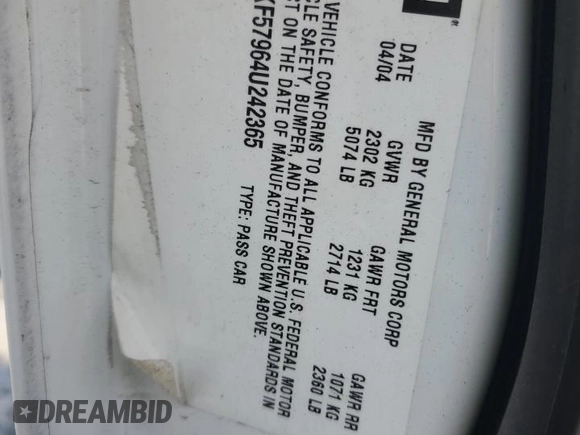 MFD BY GENERAL MOTORS CORP
DATE GVWR GAWR FRT GAWR RR
04/04 2302 KG 1231 KG 1071 KG
5074 LB 2714 LB 2360 LB
VEHICLE CONFORMS TO ALL APPLICABLE U.S. FEDERAL MOTOR
SAFETY, BUMPER, AND THEFT PREVENTION STANDARDS IN
ON THE DATE OF MANUFACTURE SHOWN ABOVE.
KF57964U242365 TYPE: PASS CAR
DREAMBID